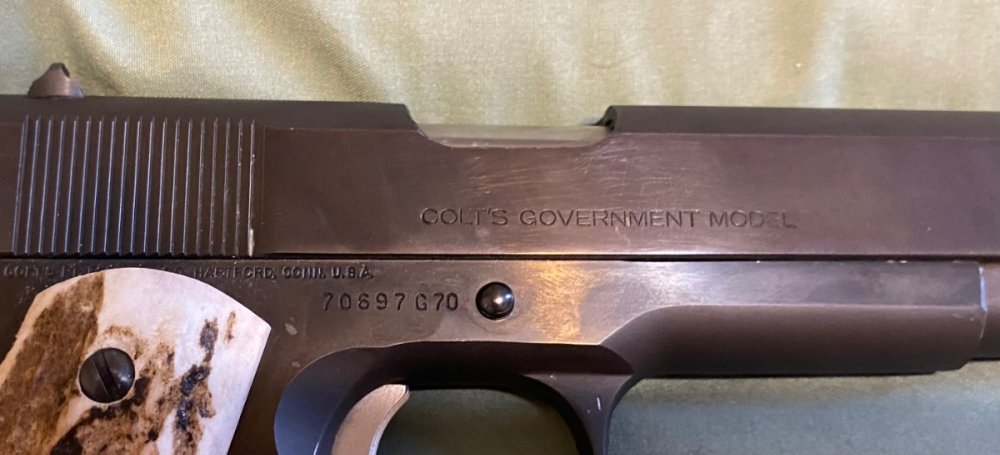 COLT'S GOVERNMENT MODEL
COLT'S HARTFORD, CONN. U.S.A.
70697G70